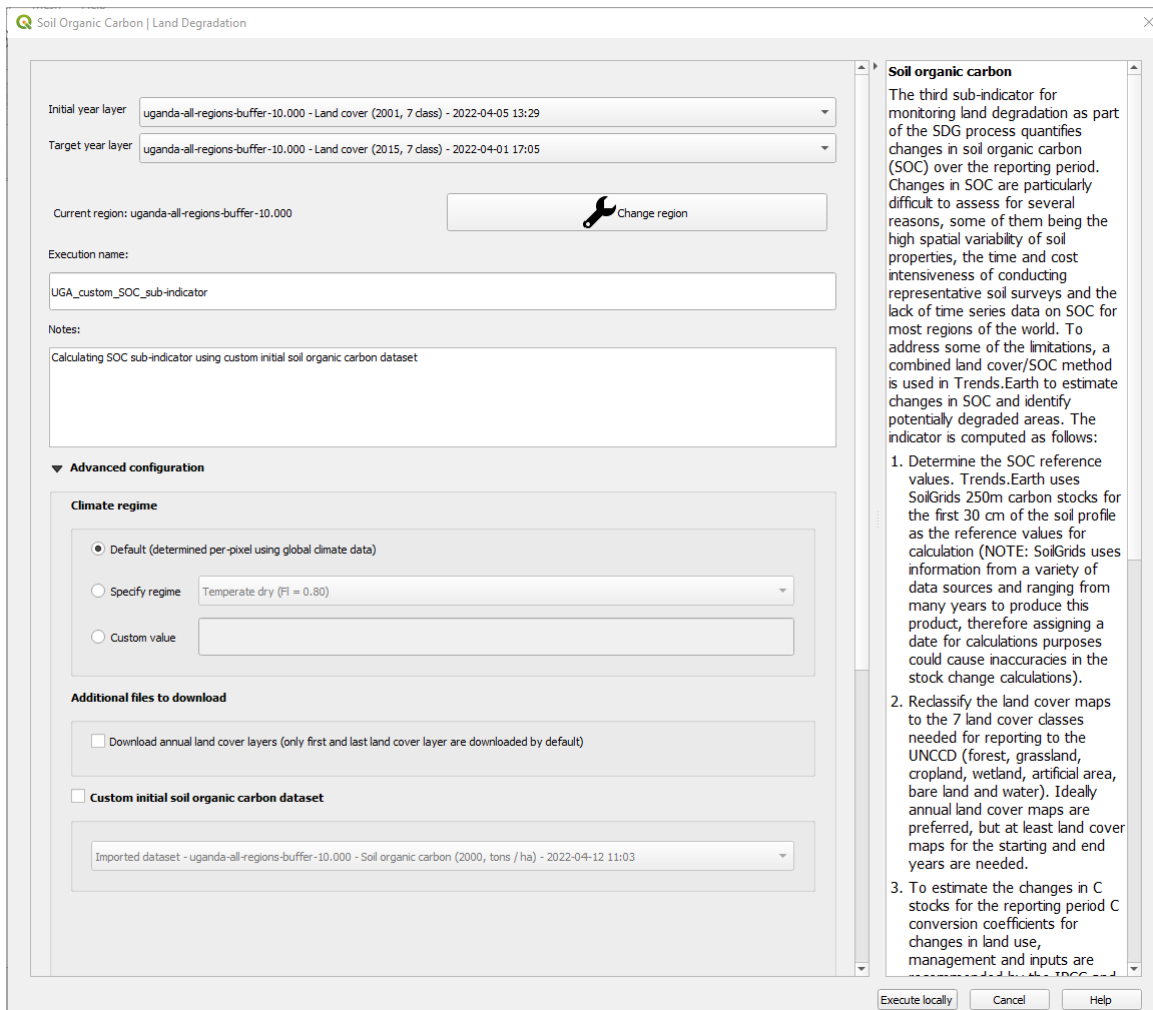 Soil Organic Carbon | Land Degradation
Initial year layer
uganda-all-regions-buffer-10.000 - Land cover (2001, 7 class) - 2022-04-05 13:29
Target year layer
uganda-all-regions-buffer-10.000 - Land cover (2015, 7 class) - 2022-04-01 17:05
Current region: uganda-all-regions-buffer-10.000
Change region
Execution name:
UGA_custom_SOC_sub-indicator
Notes:
Calculating SOC sub-indicator using custom initial soil organic carbon dataset
Advanced configuration
Climate regime
Default (determined per-pixel using global climate data)
Specify regime
Temperate dry (Fl = 0.80)
Custom value
Additional files to download
Download annual land cover layers (only first and last land cover layer are downloaded by default)
Custom initial soil organic carbon dataset
Imported dataset - uganda-all-regions-buffer-10.000 - Soil organic carbon (2000, tons / ha) - 2022-04-12 11:03
Soil organic carbon
The third sub-indicator for
monitoring land degradation as part
of the SDG process quantifies
changes in soil organic carbon
(SOC) over the reporting period.
Changes in SOC are particularly
difficult to assess for several
reasons, some of them being the
high spatial variability of soil
properties, the time and cost
intensiveness of conducting
representative soil surveys and the
lack of time series data on SOC for
most regions of the world. To
address some of the limitations, a
combined land cover/SOC method
is used in Trends.Earth to estimate
changes in SOC and identify
potentially degraded areas. The
indicator is computed as follows:
1. Determine the SOC reference
values. Trends.Earth uses
SoilGrids 250m carbon stocks for
the first 30 cm of the soil profile
as the reference values for
calculation (NOTE: SoilGrids uses
information from a variety of
data sources and ranging from
many years to produce this
product, therefore assigning a
date for calculations purposes
could cause inaccuracies in the
stock change calculations).
2. Reclassify the land cover maps
to the 7 land cover classes
needed for reporting to the
UNCCD (forest, grassland,
cropland, wetland, artificial area,
bare land and water). Ideally
annual land cover maps are
preferred, but at least land cover
maps for the starting and end
years are needed.
3. To estimate the changes in C
stocks for the reporting period C
conversion coefficients for
changes in land use,
management and inputs are
recommended by the IPCC and
Execute locally
Cancel
Help